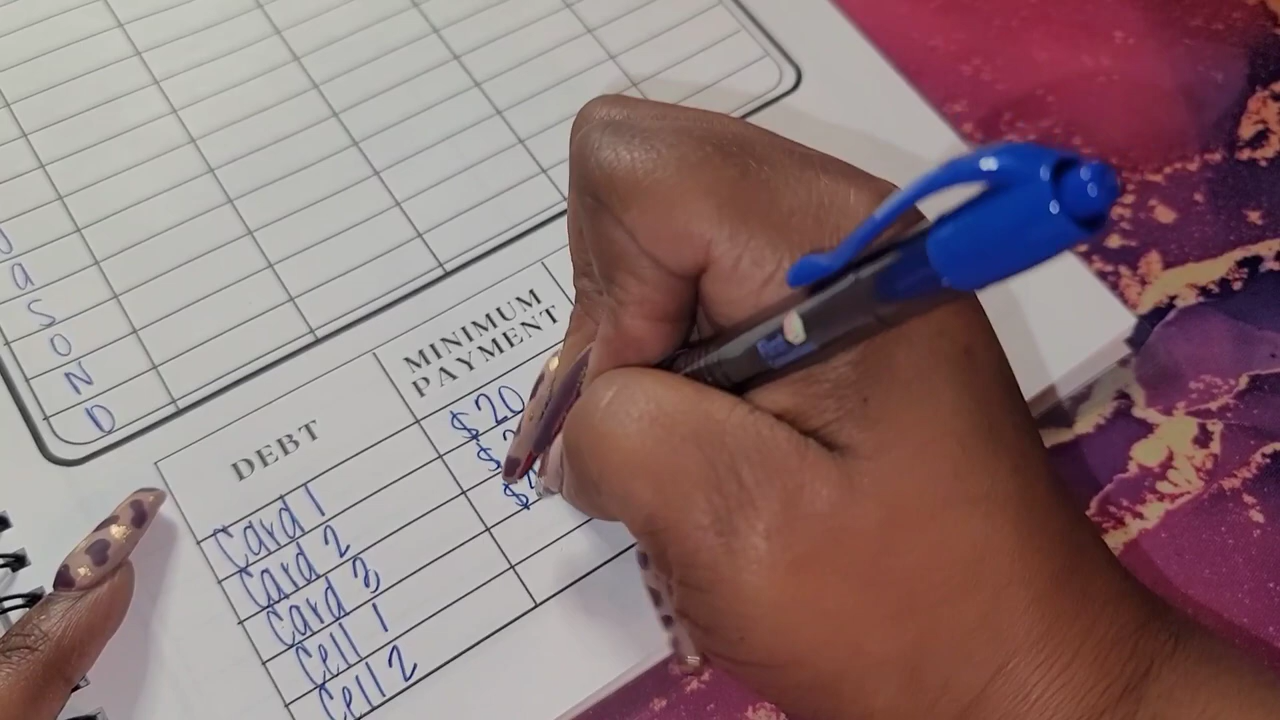 a
S
O
N
D
DEBT
MINIMUM
PAYMENT
Card 1
$20
Card 2
$
Card 3
$
Cell 1
Cell 2